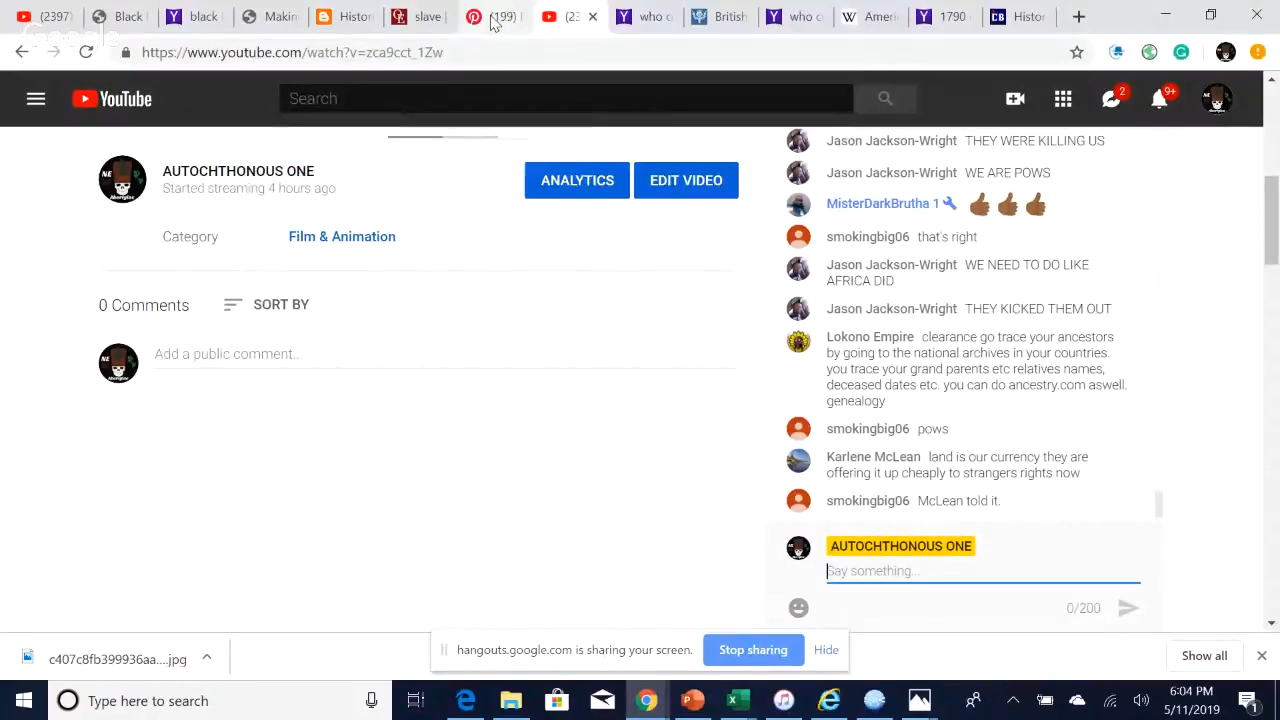 (23 Black Makin Histor slave (199) (23 who o Britis who o Ameri 1790 Histor
https://www.youtube.com/watch?v=zca9cct_1Zw
YouTube Search 2 9+
AUTOCHTHONOUS ONE
Started streaming 4 hours ago
ANALYTICS EDIT VIDEO
Category Film & Animation
0 Comments SORT BY
Add a public comment...
Jason Jackson-Wright THEY WERE KILLING US
Jason Jackson-Wright WE ARE POWS
MisterDarkBrutha 1
smokingbig06 that's right
Jason Jackson-Wright WE NEED TO DO LIKE
AFRICA DID
Jason Jackson-Wright THEY KICKED THEM OUT
Lokono Empire clearance go trace your ancestors
by going to the national archives in your countries.
you trace your grand parents etc relatives names,
deceased dates etc. you can do ancestry.com aswell.
genealogy
smokingbig06 pows
Karlene McLean land is our currency they are
offering it up cheaply to strangers rights now
smokingbig06 McLean told it.
AUTOCHTHONOUS ONE
Say something...
0/200
hangouts.google.com is sharing your screen. Stop sharing Hide
c407c8fb399936aa....jpg
Show all
Type here to search
6:04 PM
5/11/2019